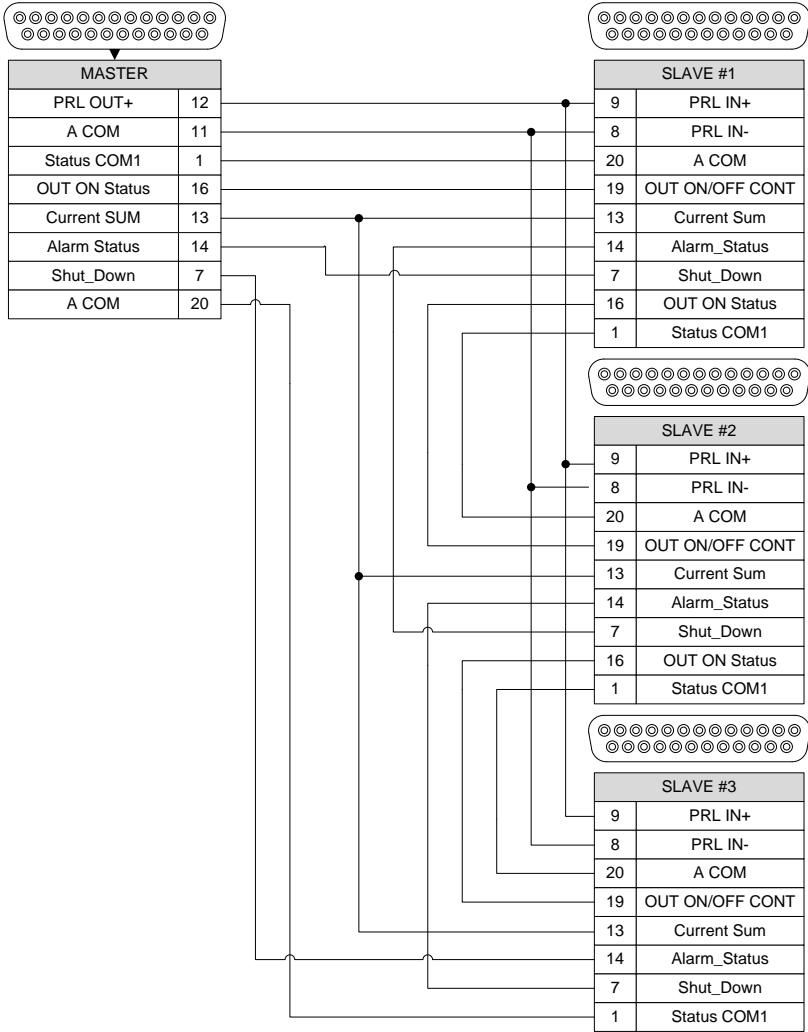 MASTER
PRL OUT+ 12
A COM 11
Status COM1 1
OUT ON Status 16
Current SUM 13
Alarm Status 14
Shut_Down 7
A COM 20
SLAVE #1
9 PRL IN+
8 PRL IN-
20 A COM
19 OUT ON/OFF CONT
13 Current Sum
14 Alarm_Status
7 Shut_Down
16 OUT ON Status
1 Status COM1
SLAVE #2
9 PRL IN+
8 PRL IN-
20 A COM
19 OUT ON/OFF CONT
13 Current Sum
14 Alarm_Status
7 Shut_Down
16 OUT ON Status
1 Status COM1
SLAVE #3
9 PRL IN+
8 PRL IN-
20 A COM
19 OUT ON/OFF CONT
13 Current Sum
14 Alarm_Status
7 Shut_Down
1 Status COM1